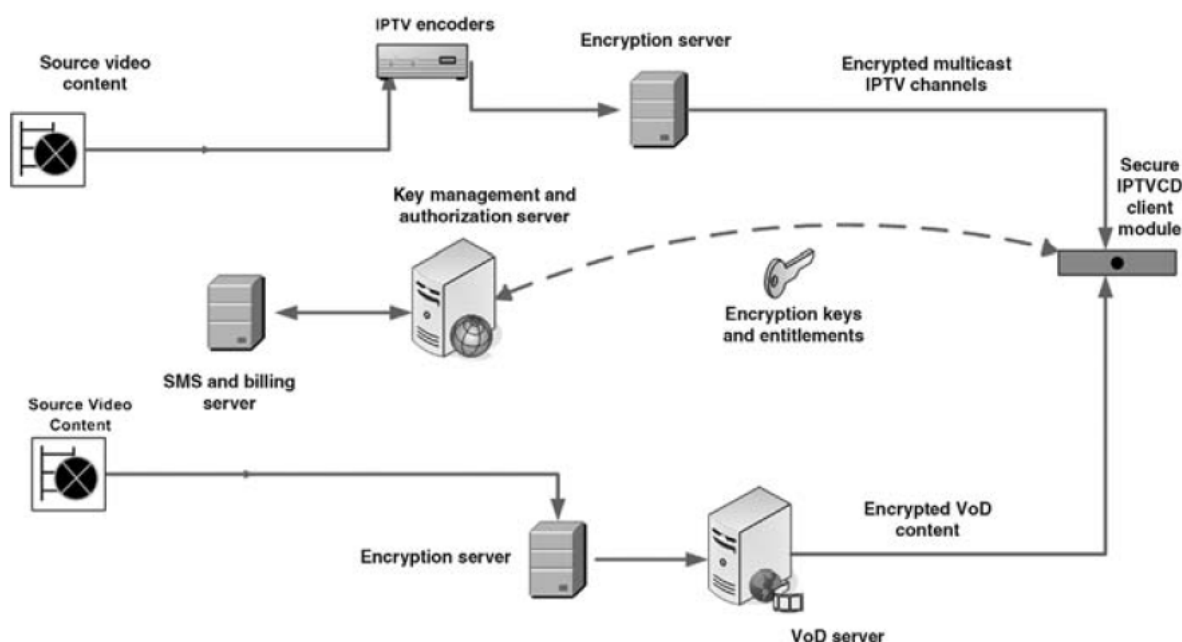 IPTV encoders
Encryption server
Source video
content
Encrypted multicast
IPTV channels
Secure
IPTVCD
client
module
Key management and
authorization server
Encryption keys
and entitlements
SMS and billing
server
Source Video
Content
Encryption server
Encrypted VoD
content
VoD server